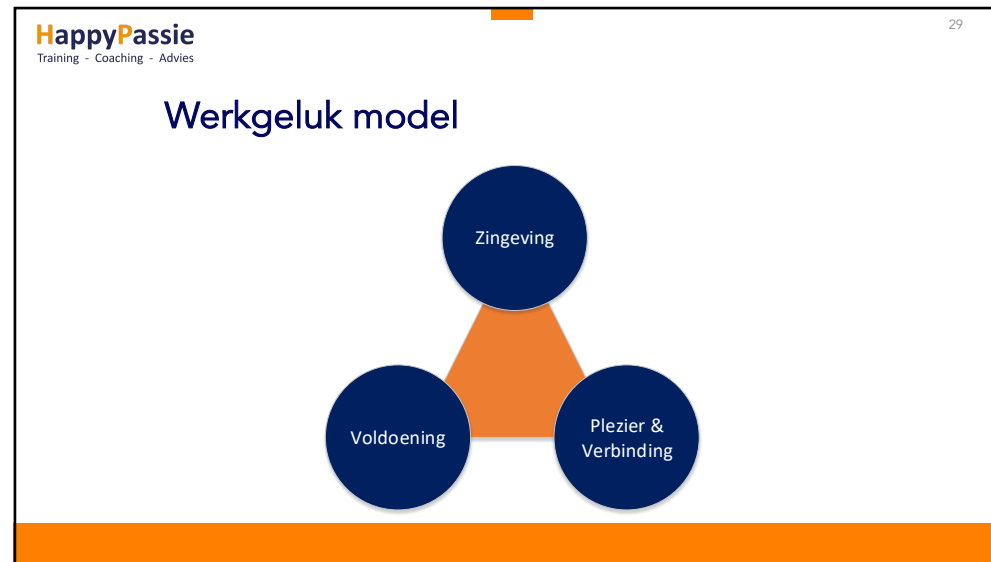 HappyPassie
Training - Coaching - Advies
29
Werkgeluk model
Zingeving
Voldoening
Plezier &
Verbinding